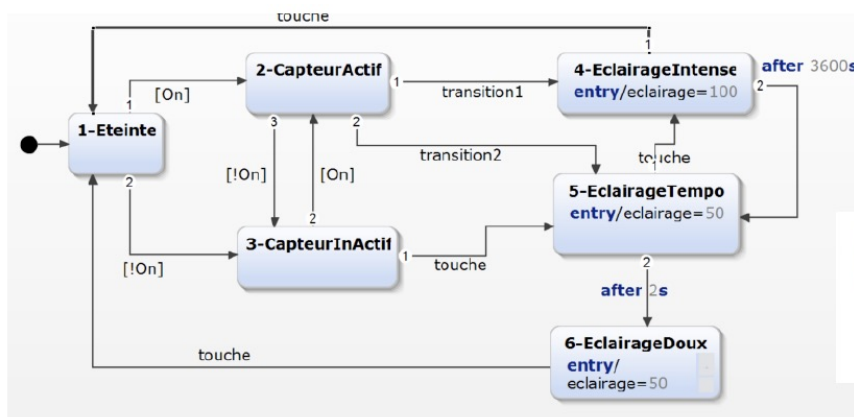 touche
1
2-CapteurActif
1
transition1
4-EclairageIntense
entry/eclairage=100
after 3600s
2
[On]
1
1-Eteinte
2
3
2
transition2
touche
[!On]
[On]
1
5-EclairageTempo
entry/eclairage=50
2
2
3-CapteurInActif
1
touche
[!On]
after 2s
touche
6-EclairageDoux
entry/
eclairage=50